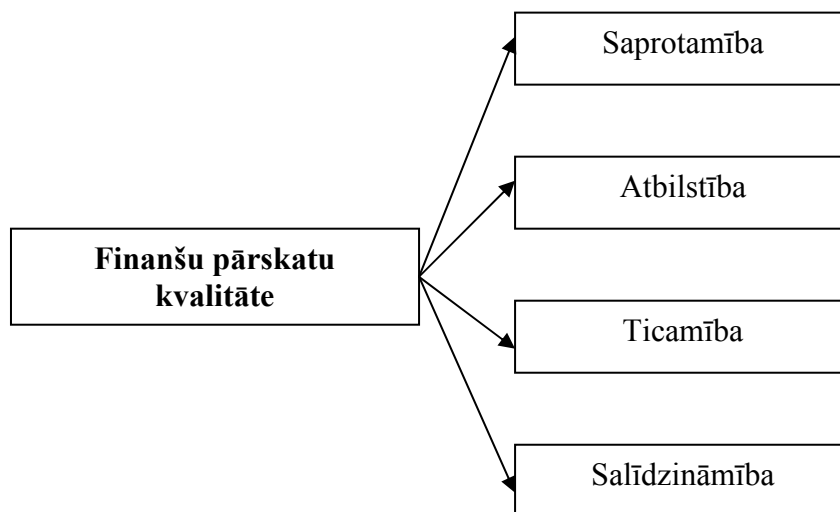 Saprotamība
Atbilstība
Finanšu pārskatu
kvalitāte
Ticamība
Salīdzināmība